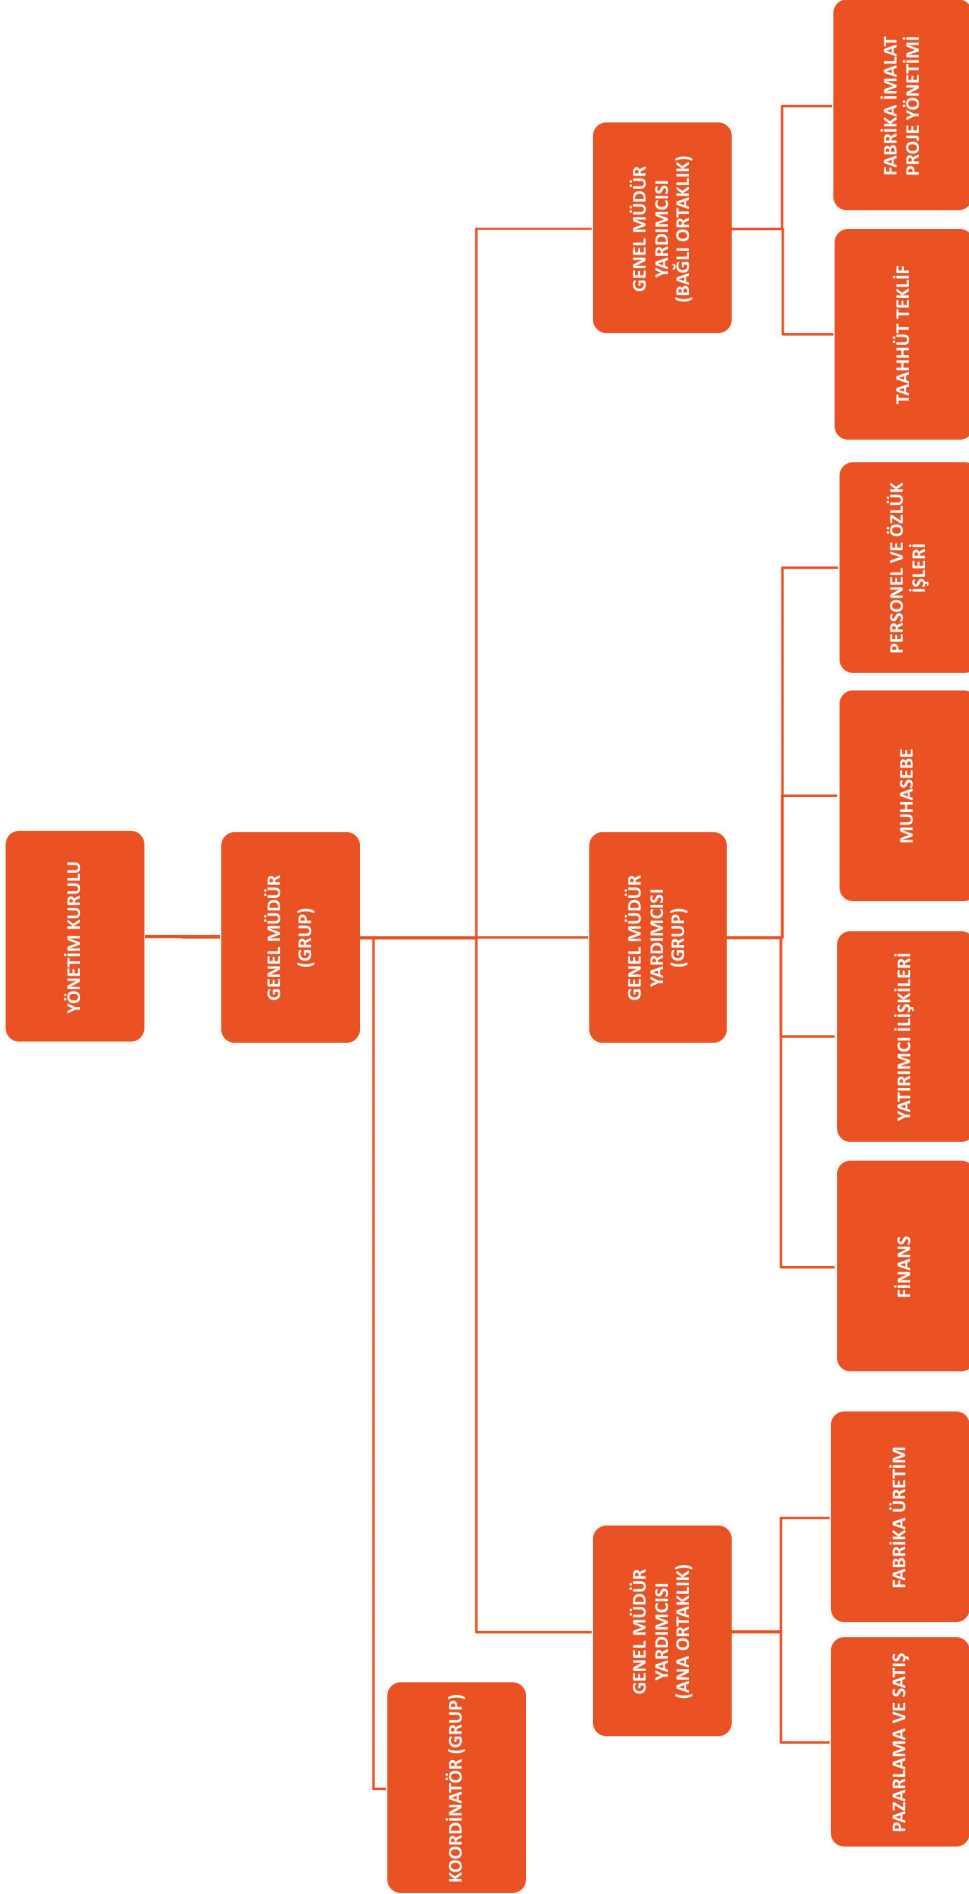 YÖNETİM KURULU
GENEL MÜDÜR
(GRUP)
KOORDİNATÖR (GRUP)
GENEL MÜDÜR
YARDIMCISI
(ANA ORTAKLIK)
GENEL MÜDÜR
YARDIMCISI
(GRUP)
GENEL MÜDÜR
YARDIMCISI
(BAĞLI ORTAKLIK)
PAZARLAMA VE SATIŞ
FABRİKA ÜRETİM
FİNANS
YATIRIMCI İLİŞKİLERİ
MUHASEBE
PERSONEL VE ÖZLÜK
İŞLERİ
TAAHHÜT TEKLİF
FABRİKA İMALAT
PROJE YÖNETİMİ